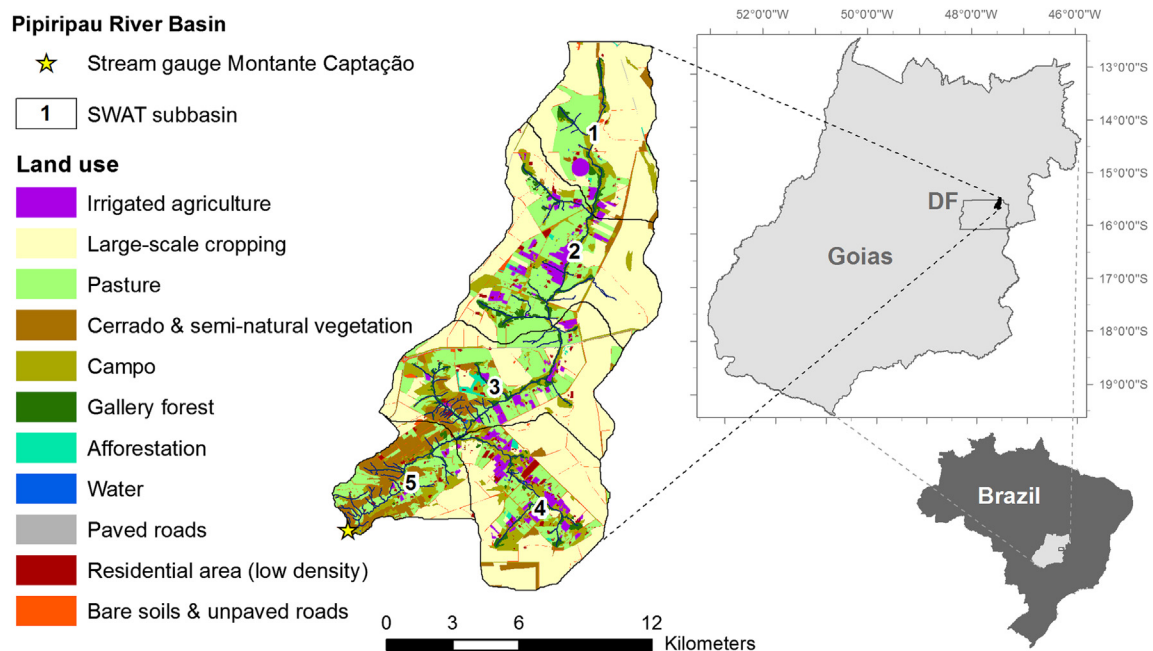 Pipiripau River Basin
Stream gauge Montante Captação
1 SWAT subbasin
Land use
Irrigated agriculture
Large-scale cropping
Pasture
Cerrado & semi-natural vegetation
Campo
Gallery forest
Afforestation
Water
Paved roads
Residential area (low density)
Bare soils & unpaved roads
1
2
3
5
4
0 3 6 12
Kilometers
52°0'0"W 50°0'0"W 48°0'0"W 46°0'0"W
13°0'0"S
14°0'0"S
15°0'0"S
16°0'0"S
17°0'0"S
18°0'0"S
19°0'0"S
DF
Goias
Brazil